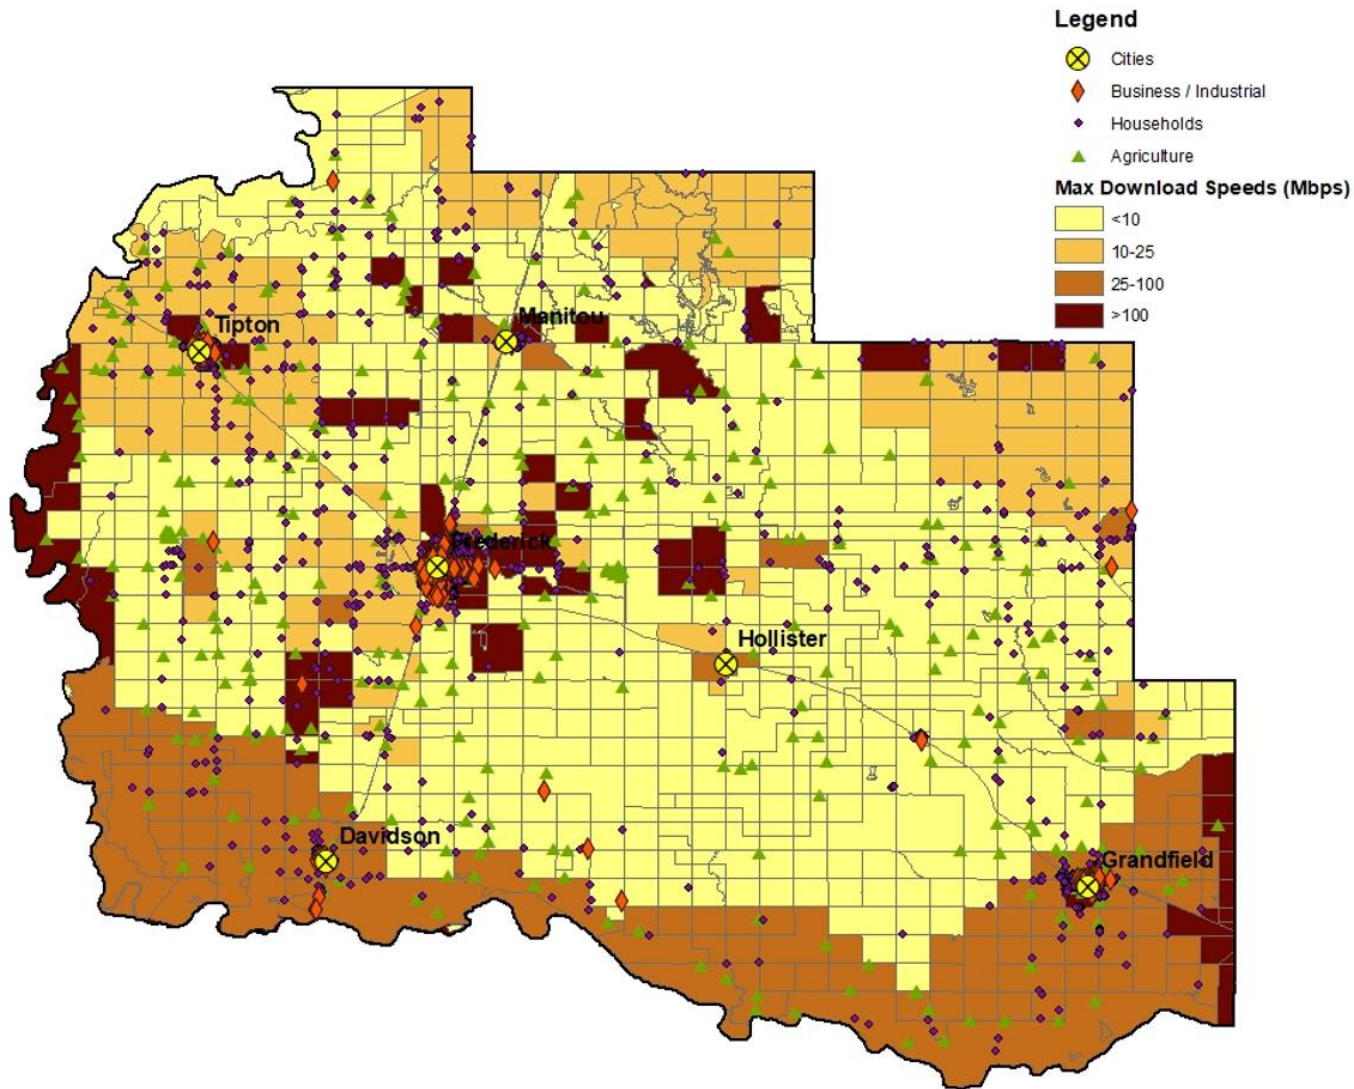 Legend
Cities
Business / Industrial
Households
Agriculture
Max Download Speeds (Mbps)
<10
10-25
25-100
>100
Tipton
Manitou
Frederick
Hollister
Davidson
Grandfield